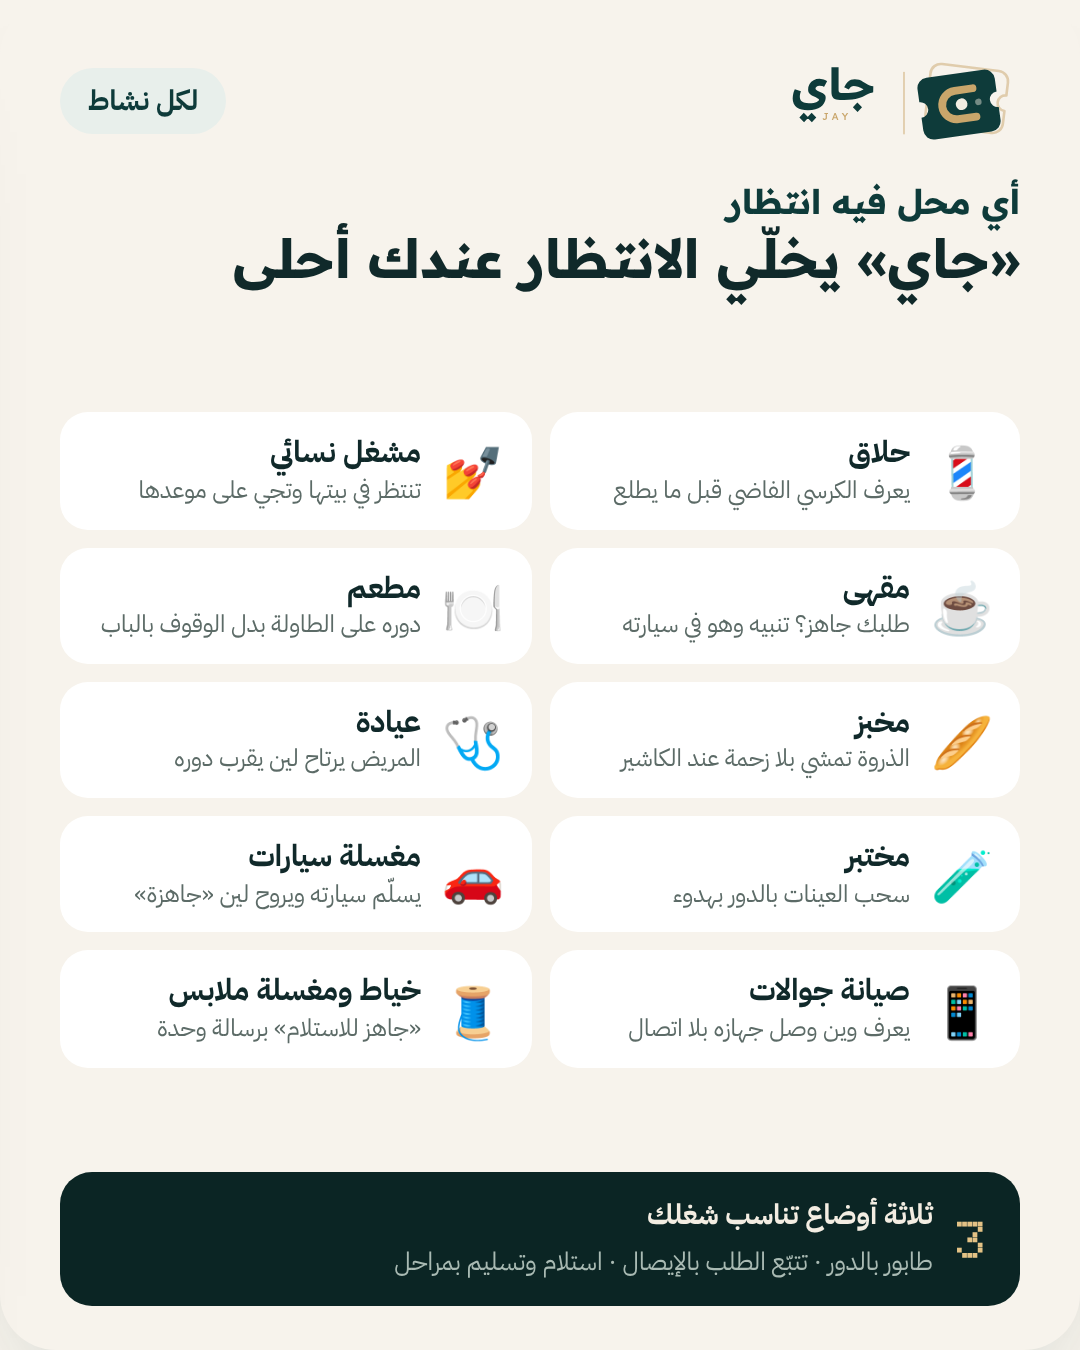 جاي
JAY
لكل نشاط
أي محل فيه انتظار
«جاي» يخلّي الانتظار عندك أحلى
حلاق
يعرف الكرسي الفاضي قبل ما يطلع
مشغل نسائي
تنتظر في بيتها وتجي على موعدها
مقهى
طلبك جاهز؟ تنبيه وهو في سيارته
مطعم
دوره على الطاولة بدل الوقوف بالباب
مخبز
الذروة تمشي بلا زحمة عند الكاشير
عيادة
المريض يرتاح لين يقرب دوره
مختبر
سحب العينات بالدور بهدوء
مغسلة سيارات
يسلّم سيارته ويروح لين «جاهزة»
صيانة جوالات
يعرف وين وصل جهازه بلا اتصال
خياط ومغسلة ملابس
«جاهز للاستلام» برسالة وحدة
3
ثلاثة أوضاع تناسب شغلك
طابور بالدور · تتبّع الطلب بالإيصال · استلام وتسليم بمراحل